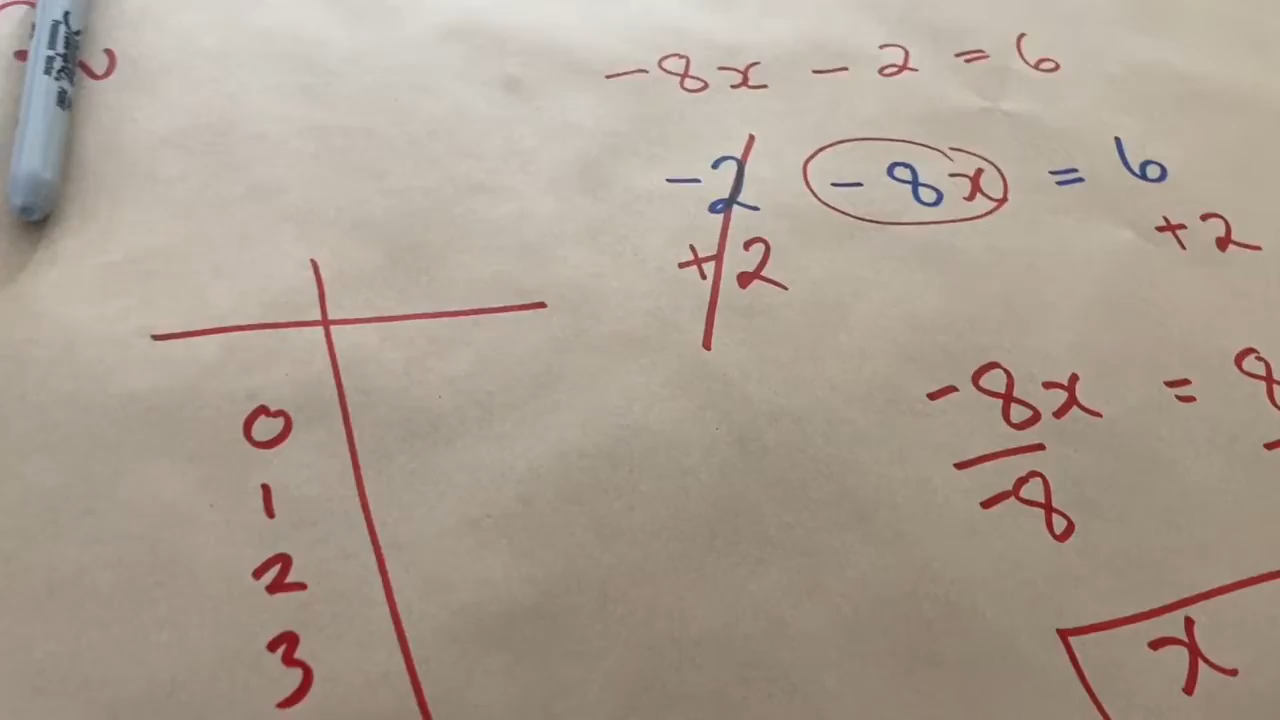 -8x - 2 = 6
-2 -8x = 6
+2 +2
-8x = 8
-8
0
1
2
3
x